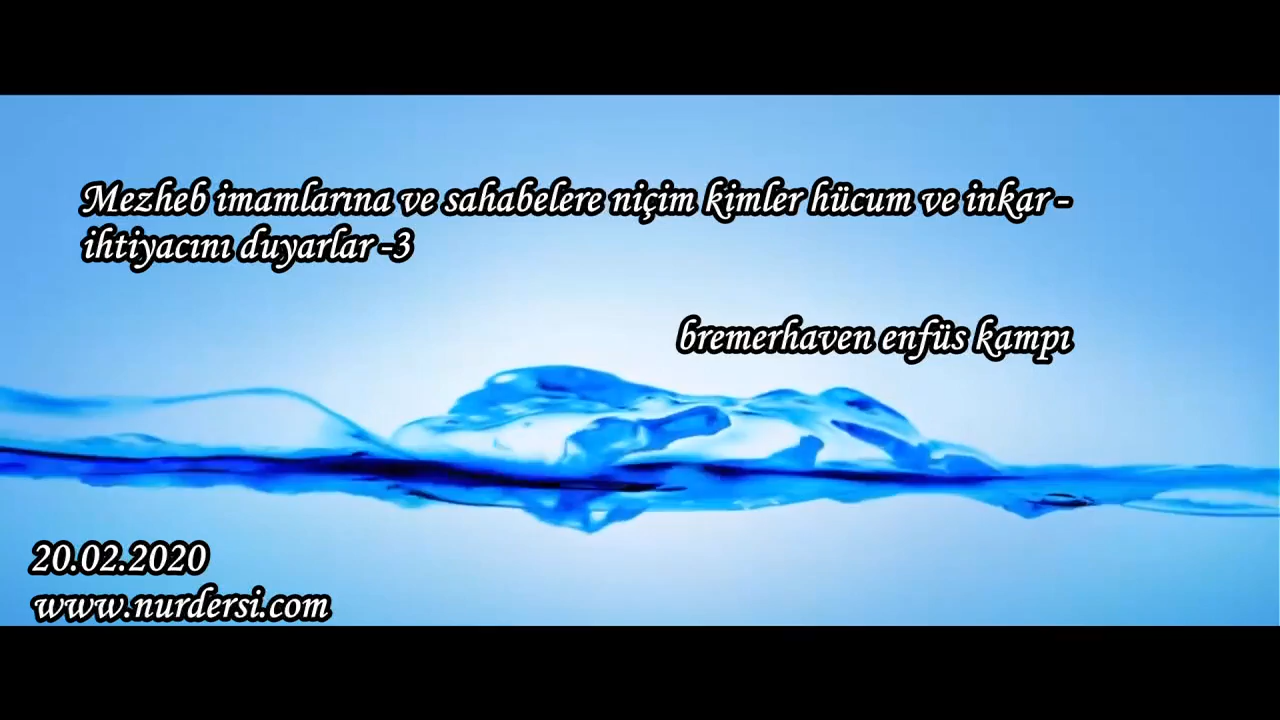 Mezheb imamlarına ve sahabelere niçim kimler hücum ve inkar -
ihtiyacını duyarlar -3
bremerhaven enfüs kampı
20.02.2020
www.nurdersi.com